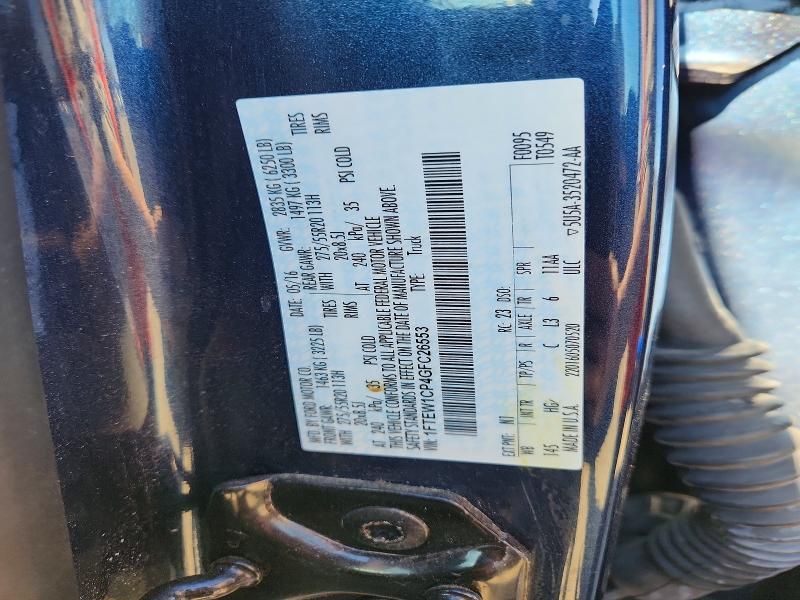 MFD. BY FORD MOTOR CO. DATE: 05/16 GVWR: 2835 KG ( 6250 LB)
FRONT GAWR: 1463 KG ( 3225 LB) REAR GAWR: 1497 KG ( 3300 LB)
WITH 275/55R20 113H TIRES WITH 275/55R20 113H TIRES
20x8.5J RIMS 20x8.5J RIMS
AT 240 kPa/ 35 PSI COLD AT 240 kPa/ 35 PSI COLD
THIS VEHICLE CONFORMS TO ALL APPLICABLE FEDERAL MOTOR VEHICLE
SAFETY STANDARDS IN EFFECT ON THE DATE OF MANUFACTURE SHOWN ABOVE.
VIN: 1FTEW1CP4GFC26553 TYPE: Truck
F0095
EXT PNT: N1 RC: 23 DSO: T0549
WB INT TR TP/PS R AXLE TR SPR
145 HG C L3 6 11AA
MADE IN U.S.A. 2201605070520 ULC ▽5U5A-3520472-AA